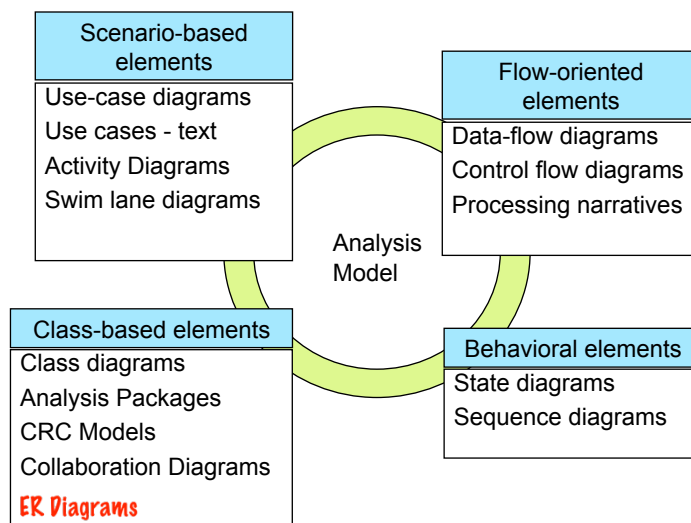 Scenario-based
elements
Use-case diagrams
Use cases - text
Activity Diagrams
Swim lane diagrams
Flow-oriented
elements
Data-flow diagrams
Control flow diagrams
Processing narratives
Analysis
Model
Class-based elements
Class diagrams
Analysis Packages
CRC Models
Collaboration Diagrams
ER Diagrams
Behavioral elements
State diagrams
Sequence diagrams